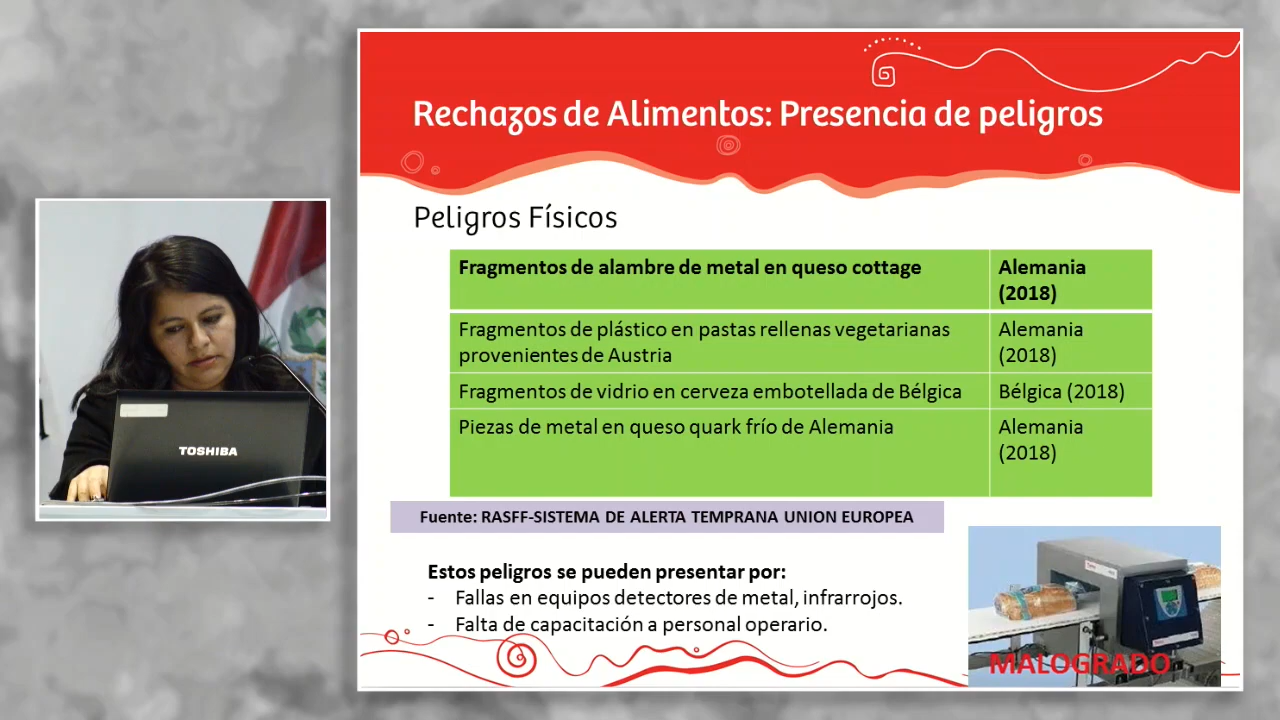 Rechazos de Alimentos: Presencia de peligros
Peligros Físicos
Fragmentos de alambre de metal en queso cottage
Alemania
(2018)
Fragmentos de plástico en pastas rellenas vegetarianas
provenientes de Austria
Alemania
(2018)
Fragmentos de vidrio en cerveza embotellada de Bélgica
Bélgica (2018)
Piezas de metal en queso quark frío de Alemania
Alemania
(2018)
Fuente: RASFF-SISTEMA DE ALERTA TEMPRANA UNION EUROPEA
Estos peligros se pueden presentar por:
- Fallas en equipos detectores de metal, infrarrojos.
- Falta de capacitación a personal operario.
MALOGRADO
TOSHIBA